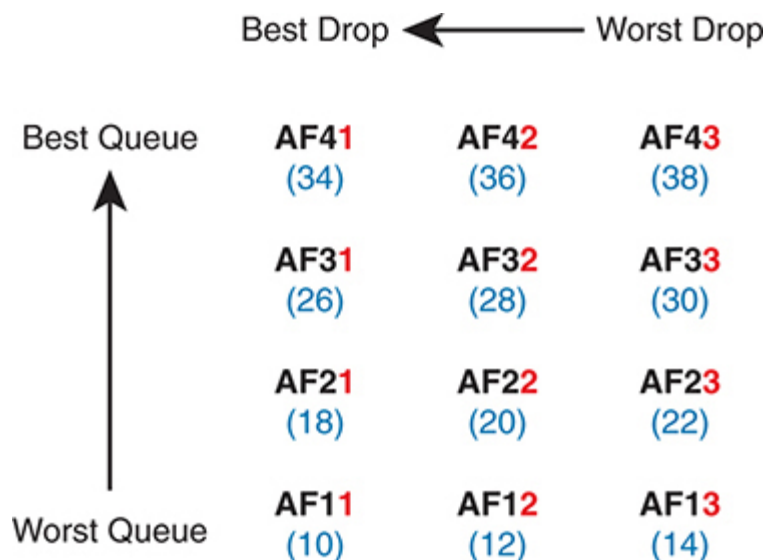 Best Drop Worst Drop
Best Queue AF41 AF42 AF43
(34) (36) (38)
AF31 AF32 AF33
(26) (28) (30)
AF21 AF22 AF23
(18) (20) (22)
Worst Queue AF11 AF12 AF13
(10) (12) (14)